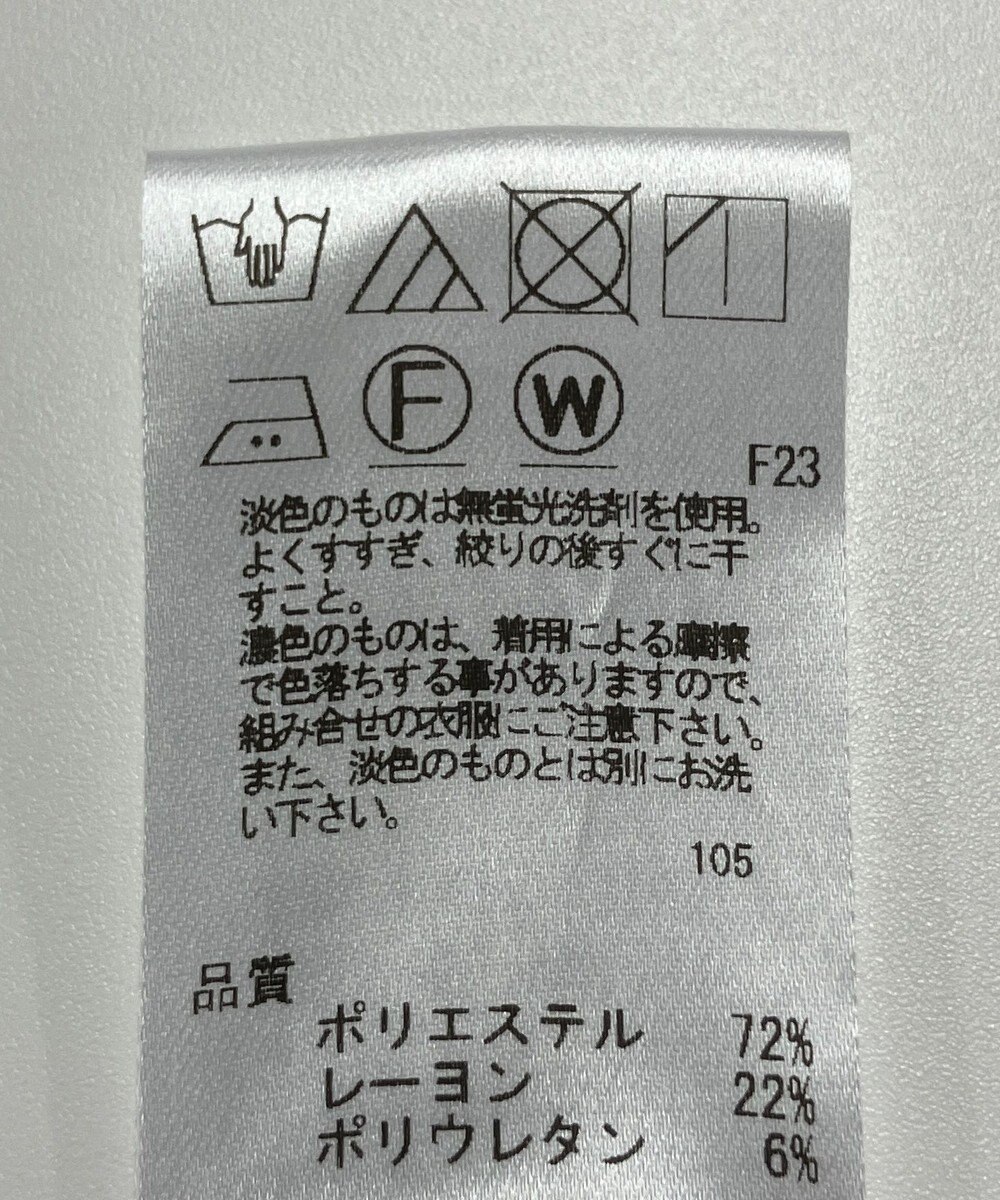 F
W
F23
淡色のものは無蛍光洗剤を使用。
よくすすぎ、絞りの後すぐに干
すこと。
濃色のものは、着用による摩擦
で色落ちする事がありますので、
組み合せの衣服にご注意下さい。
また、淡色のものとは別にお洗
い下さい。
105
品質
ポリエステル 72%
レーヨン 22%
ポリウレタン 6%